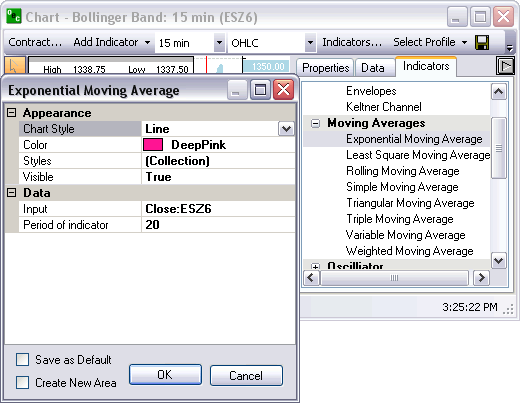 Chart - Bollinger Band: 15 min (ESZ6)
Contract... Add Indicator 15 min OHLC Indicators... Select Profile
High 1338.75 Low 1337.50 1350.00
Properties Data Indicators
Envelopes
Keltner Channel
Moving Averages
Exponential Moving Average
Least Square Moving Average
Rolling Moving Average
Simple Moving Average
Triangular Moving Average
Triple Moving Average
Variable Moving Average
Weighted Moving Average
Oscilliator
3:25:22 PM
Exponential Moving Average
Appearance
Chart Style Line
Color DeepPink
Styles (Collection)
Visible True
Data
Input Close:ESZ6
Period of indicator 20
Save as Default
Create New Area
OK Cancel